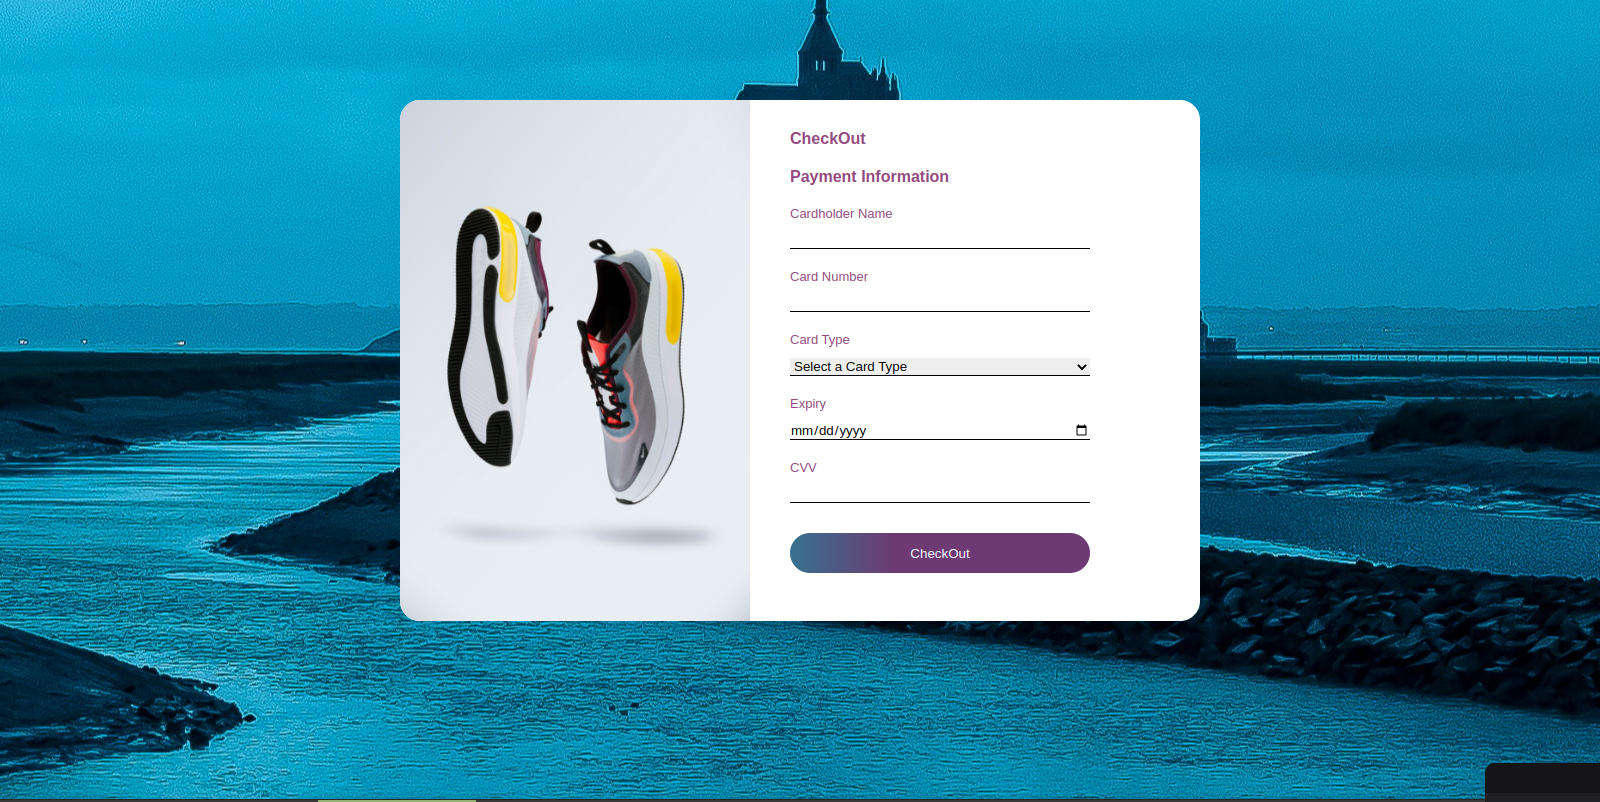 CheckOut
Payment Information
Cardholder Name
Card Number
Card Type
Select a Card Type
Expiry
mm/dd/yyyy
CVV
CheckOut